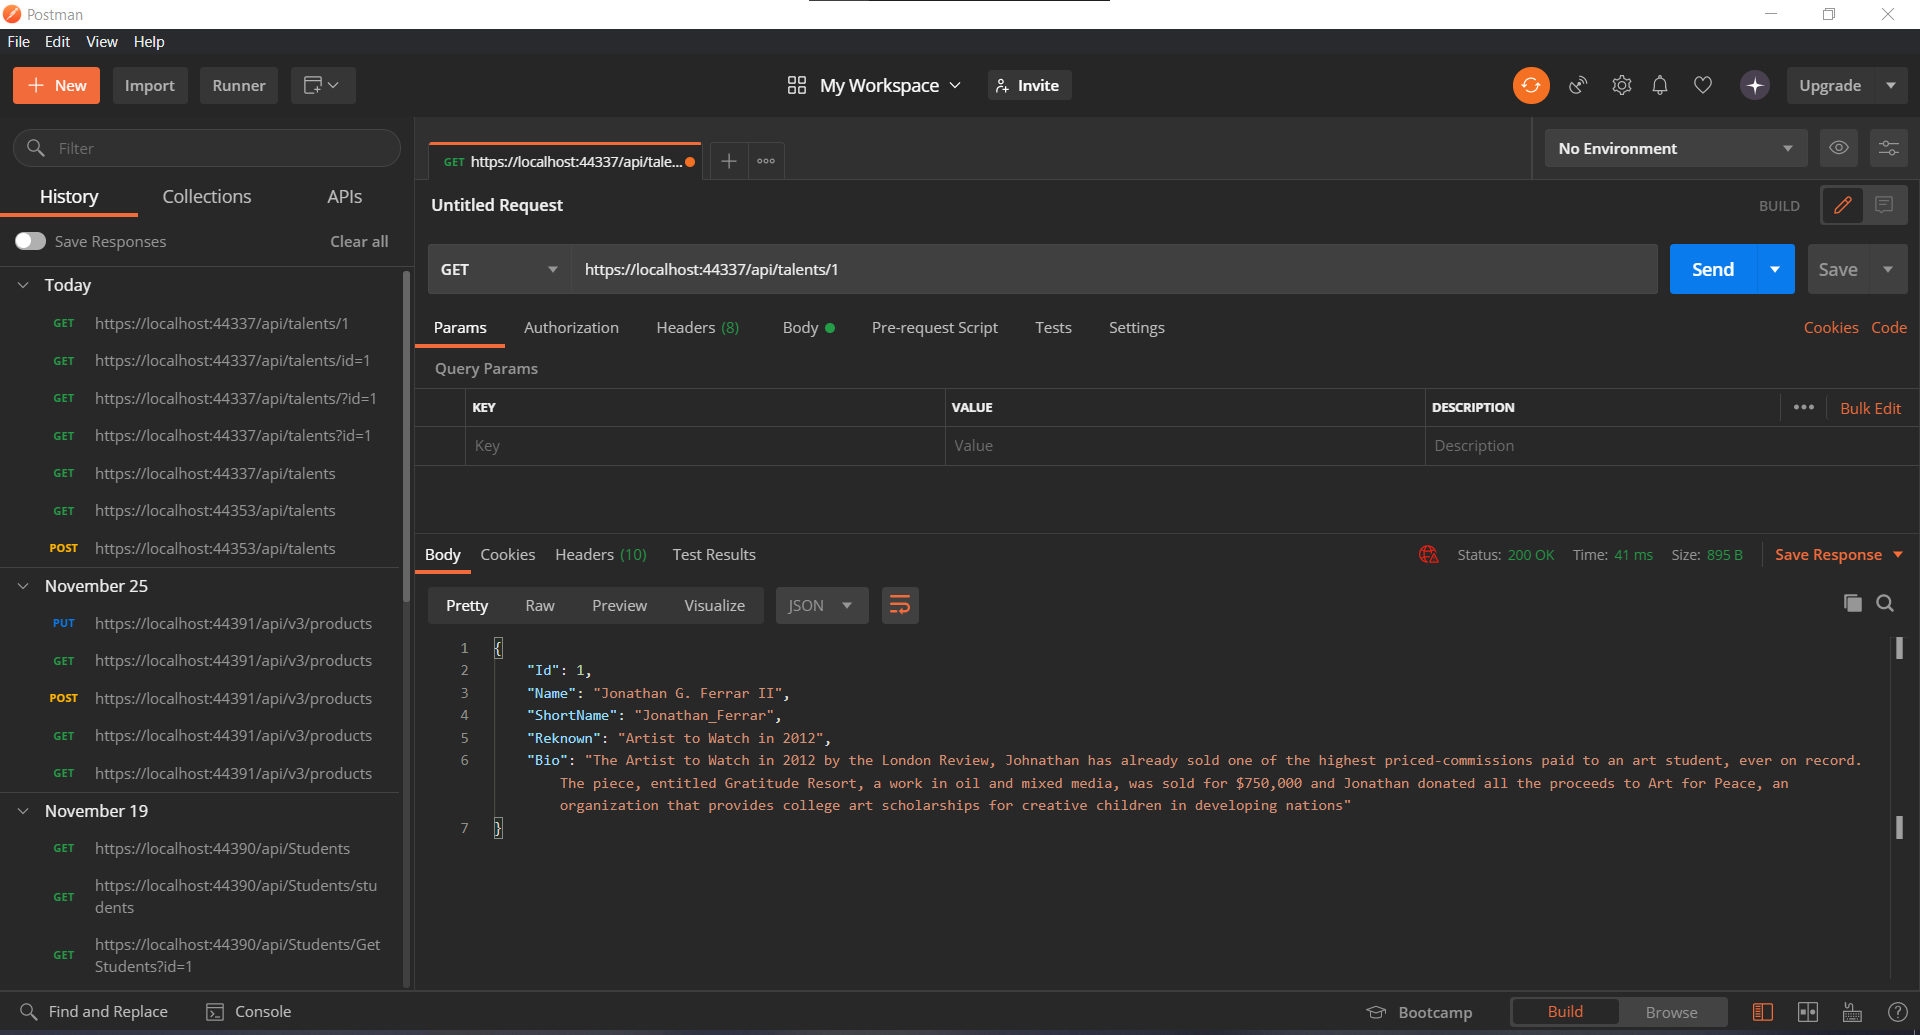 Postman
File Edit View Help
New Import Runner My Workspace Invite Upgrade
Filter
History Collections APIs
Save Responses Clear all
Today
GET https://localhost:44337/api/talents/1
GET https://localhost:44337/api/talents/id=1
GET https://localhost:44337/api/talents/?id=1
GET https://localhost:44337/api/talents?id=1
GET https://localhost:44337/api/talents
GET https://localhost:44353/api/talents
POST https://localhost:44353/api/talents
November 25
PUT https://localhost:44391/api/v3/products
GET https://localhost:44391/api/v3/products
POST https://localhost:44391/api/v3/products
GET https://localhost:44391/api/v3/products
GET https://localhost:44391/api/v3/products
November 19
GET https://localhost:44390/api/Students
GET https://localhost:44390/api/Students/stu
dents
GET https://localhost:44390/api/Students/Get
Students?id=1
GET https://localhost:44337/api/tale...
No Environment
Untitled Request
BUILD
GET https://localhost:44337/api/talents/1 Send Save
Params Authorization Headers (8) Body Pre-request Script Tests Settings Cookies Code
Query Params
KEY VALUE DESCRIPTION Bulk Edit
Key Value Description
Body Cookies Headers (10) Test Results Status: 200 OK Time: 41 ms Size: 895 B Save Response
Pretty Raw Preview Visualize JSON
1 {
2 "Id": 1,
3 "Name": "Jonathan G. Ferrar II",
4 "ShortName": "Jonathan_Ferrar",
5 "Reknown": "Artist to Watch in 2012",
6 "Bio": "The Artist to Watch in 2012 by the London Review, Johnathan has already sold one of the highest priced-commissions paid to an art student, ever on record.
The piece, entitled Gratitude Resort, a work in oil and mixed media, was sold for $750,000 and Jonathan donated all the proceeds to Art for Peace, an
organization that provides college art scholarships for creative children in developing nations"
7 }
Find and Replace Console Bootcamp Build Browse